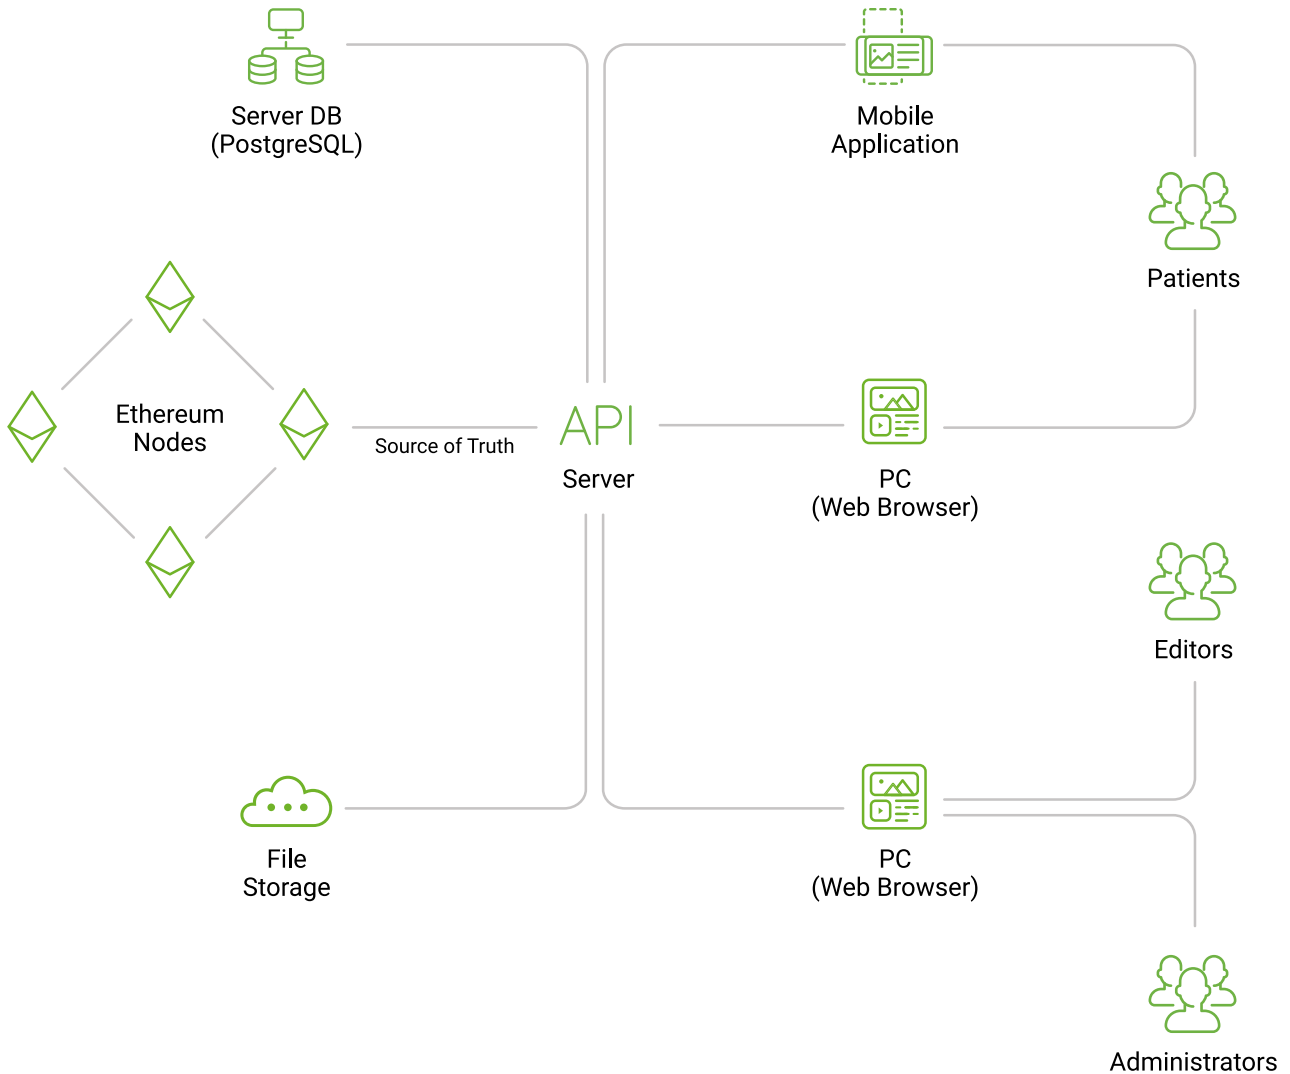 Server DB
(PostgreSQL)
Mobile
Application
Patients
Ethereum
Nodes
Source of Truth
API
Server
PC
(Web Browser)
Editors
File
Storage
PC
(Web Browser)
Administrators